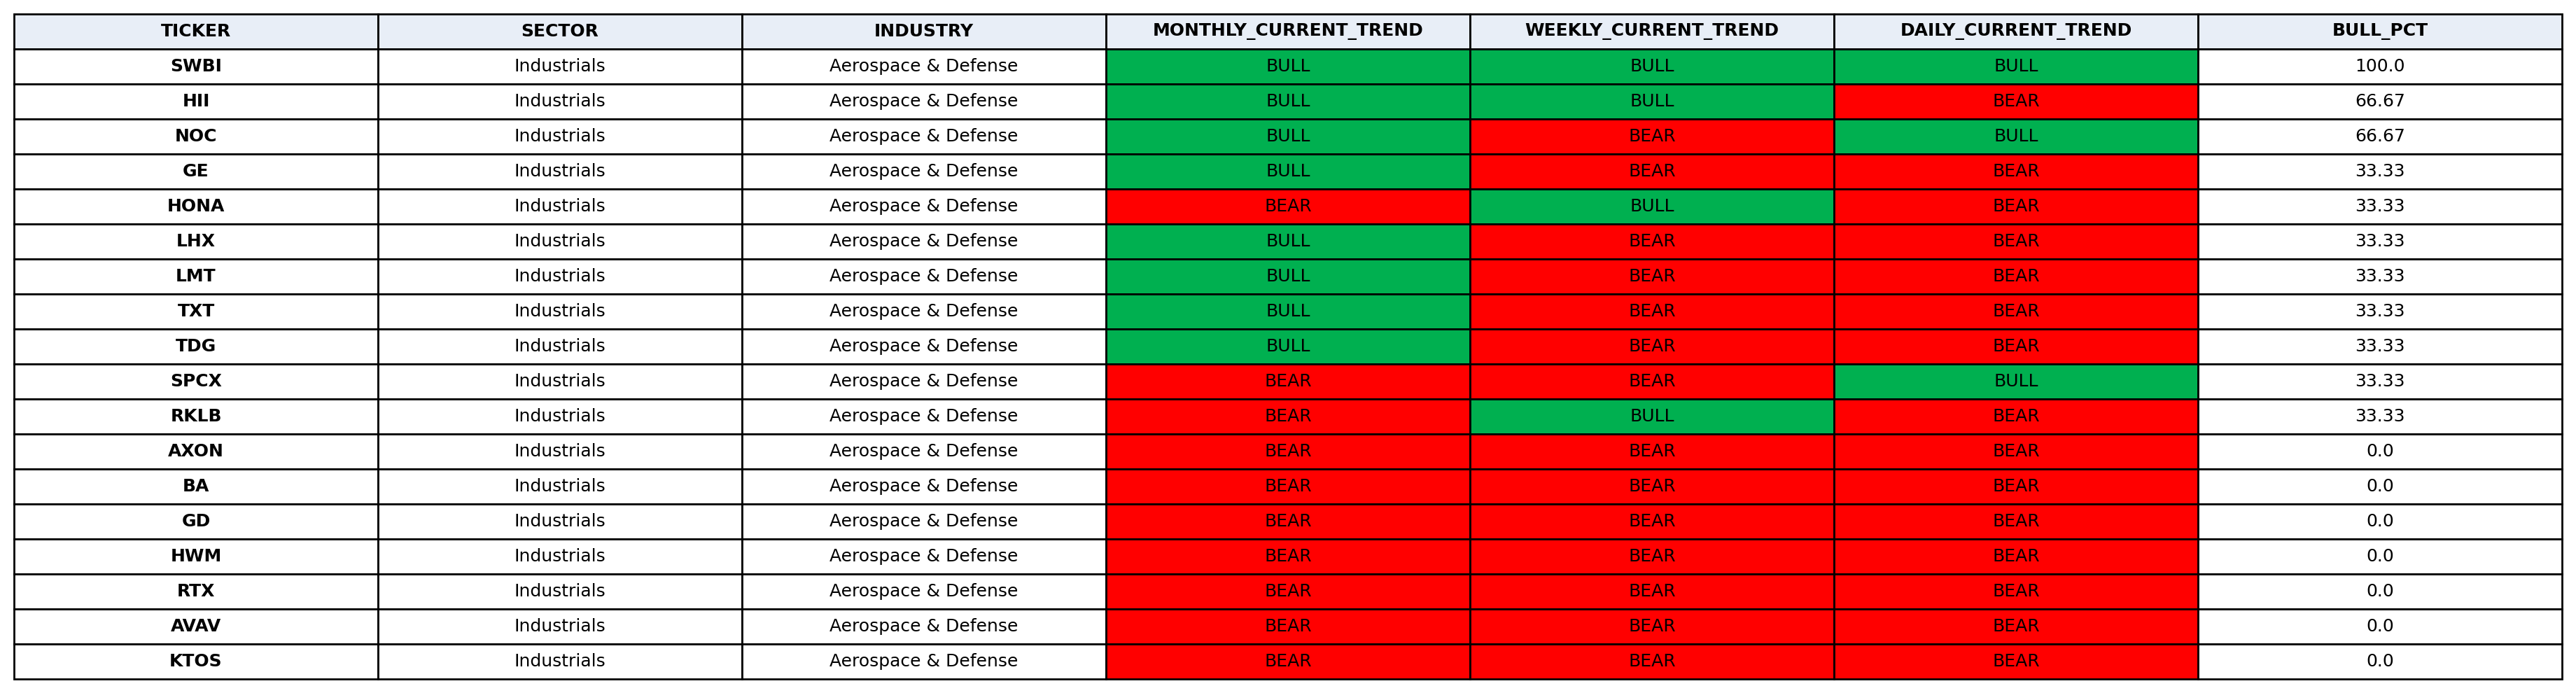 TICKER SECTOR INDUSTRY MONTHLY_CURRENT_TREND WEEKLY_CURRENT_TREND DAILY_CURRENT_TREND BULL_PCT
SWBI Industrials Aerospace & Defense BULL BULL BULL 100.0
HII Industrials Aerospace & Defense BULL BULL BEAR 66.67
NOC Industrials Aerospace & Defense BULL BEAR BULL 66.67
GE Industrials Aerospace & Defense BULL BEAR BEAR 33.33
HONA Industrials Aerospace & Defense BEAR BULL BEAR 33.33
LHX Industrials Aerospace & Defense BULL BEAR BEAR 33.33
LMT Industrials Aerospace & Defense BULL BEAR BEAR 33.33
TXT Industrials Aerospace & Defense BULL BEAR BEAR 33.33
TDG Industrials Aerospace & Defense BULL BEAR BEAR 33.33
SPCX Industrials Aerospace & Defense BEAR BEAR BULL 33.33
RKLB Industrials Aerospace & Defense BEAR BULL BEAR 33.33
AXON Industrials Aerospace & Defense BEAR BEAR BEAR 0.0
BA Industrials Aerospace & Defense BEAR BEAR BEAR 0.0
GD Industrials Aerospace & Defense BEAR BEAR BEAR 0.0
HWM Industrials Aerospace & Defense BEAR BEAR BEAR 0.0
RTX Industrials Aerospace & Defense BEAR BEAR BEAR 0.0
AVAV Industrials Aerospace & Defense BEAR BEAR BEAR 0.0
KTOS Industrials Aerospace & Defense BEAR BEAR BEAR 0.0